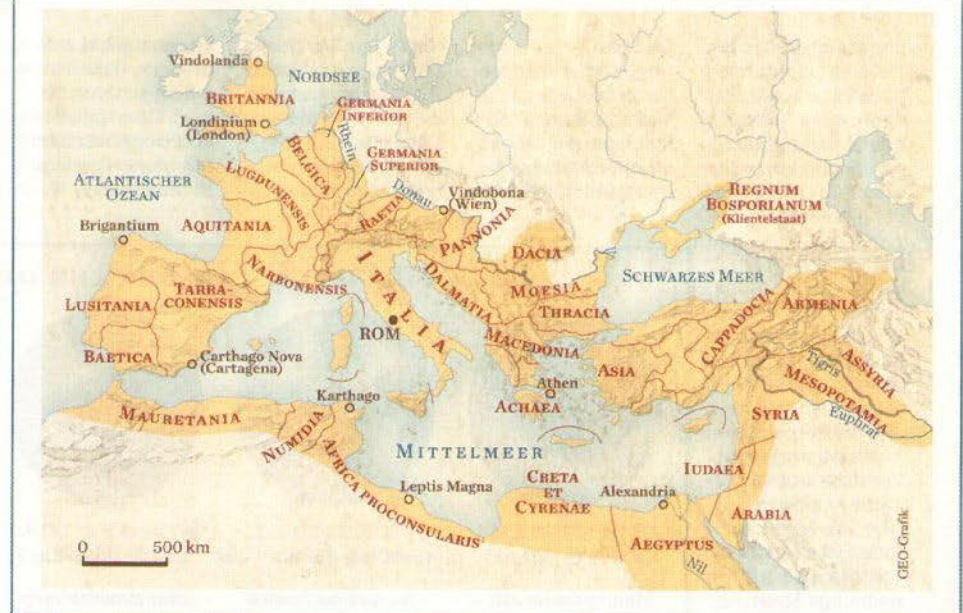 Vindolanda
NORDSEE
BRITANNIA
GERMANIA
INFERIOR
Londinium
(London)
Rhein
BELGICA
GERMANIA
SUPERIOR
LUGDUNENSIS
ATLANTISCHER
OZEAN
Donau
Vindobona
(Wien)
REGNUM
BOSPORIANUM
(Klientelstaat)
Brigantium
AQUITANIA
RAETIA
PANNONIA
DACIA
NARBONENSIS
ITALIA
SCHWARZES MEER
TARRA-
CONENSIS
LUSITANIA
DALMATIA
MOESIA
THRACIA
CAPPADOCIA
ARMENIA
ROM
MACEDONIA
BAETICA
Carthago Nova
(Cartagena)
ASIA
Tigris
ASSYRIA
MESOPOTAMIA
Euphrat
Athen
ACHAEA
Karthago
MAURETANIA
NUMIDIA
SYRIA
MITTELMEER
AFRICA PROCONSULARIS
Leptis Magna
CRETA
ET
CYRENAE
IUDAEA
Alexandria
ARABIA
AEGYPTUS
Nil
0 500 km
GEO-Grafik